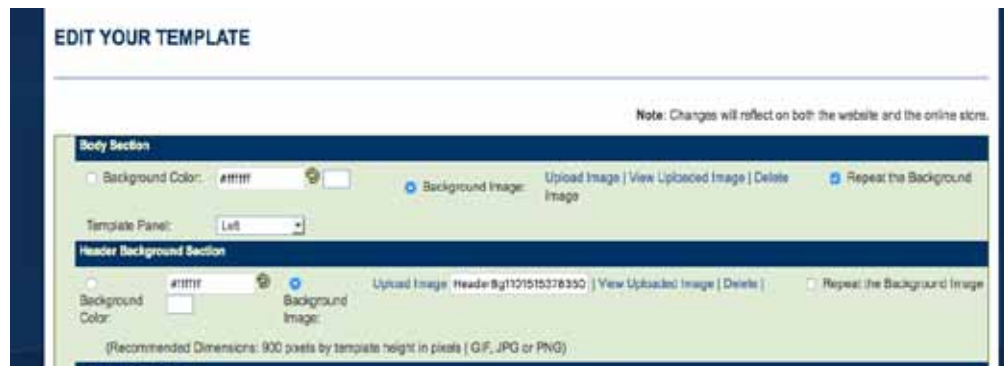 EDIT YOUR TEMPLATE
Note: Changes will reflect on both the website and the online store.
Body Section
Background Color: #ffffff Background Image: Upload Image | View Uploaded Image | Delete Image Repeat the Background
Template Panel: Left
Header Background Section
Background Color: #ffffff Background Image: Upload Image | View Uploaded Image | Delete | Repeat the Background Image
(Recommended Dimensions: 900 pixels by template height in pixels | GIF, JPG or PNG)